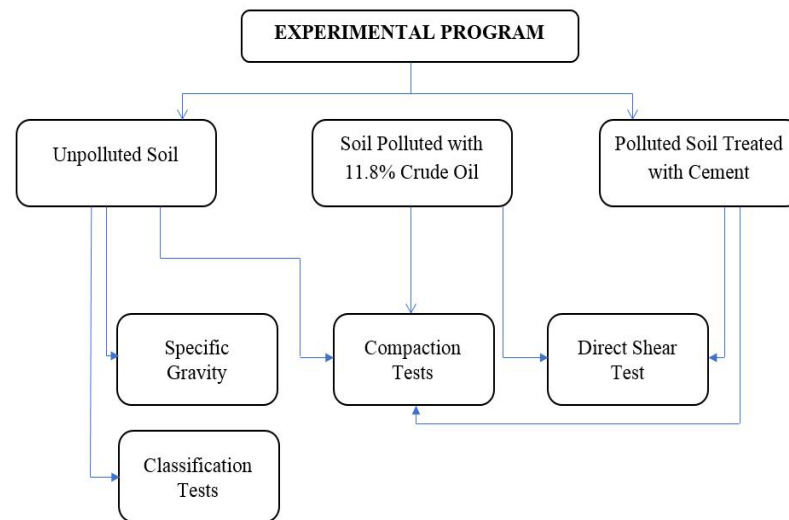 EXPERIMENTAL PROGRAM
Unpolluted Soil
Soil Polluted with
11.8% Crude Oil
Polluted Soil Treated
with Cement
Specific
Gravity
Compaction
Tests
Direct Shear
Test
Classification
Tests